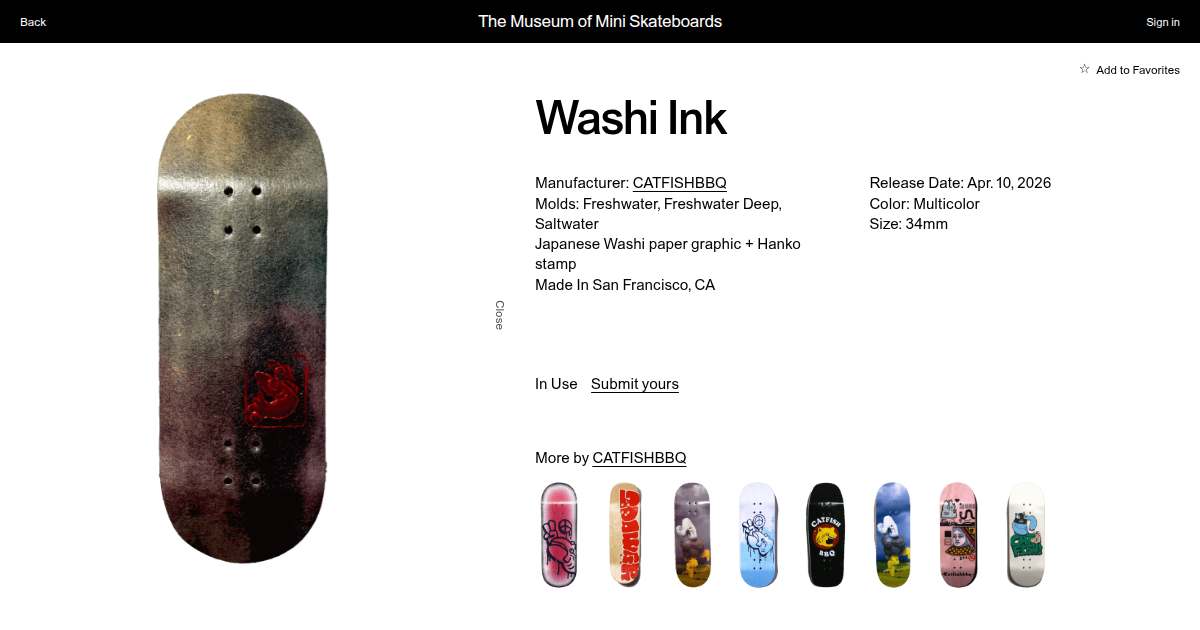 Back
The Museum of Mini Skateboards
Sign in
☆ Add to Favorites
Washi Ink
Manufacturer: CATFISHBBQ
Molds: Freshwater, Freshwater Deep,
Saltwater
Japanese Washi paper graphic + Hanko
stamp
Made In San Francisco, CA
Release Date: Apr. 10, 2026
Color: Multicolor
Size: 34mm
Close
In Use Submit yours
More by CATFISHBBQ
CATFISH
BBQ